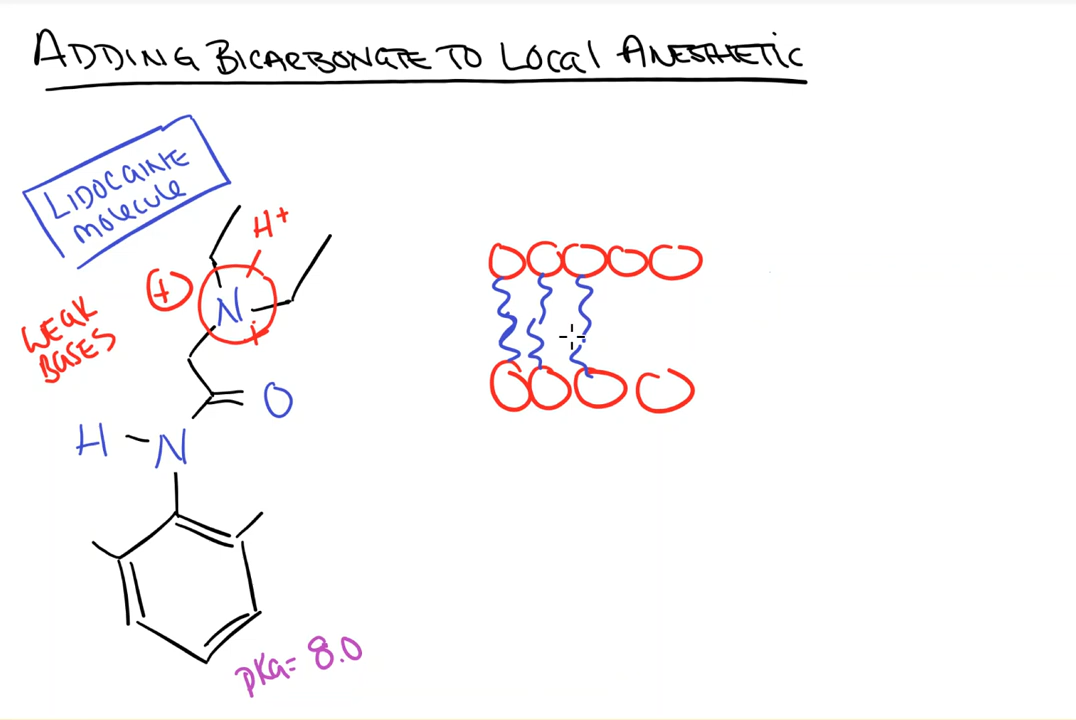 ADDING BICARBONATE TO LOCAL ANESTHETIC
LIDOCAINE
MOLECULE
H+
+
N
+
WEAK
BASES
O
H - N
pKa = 8.0